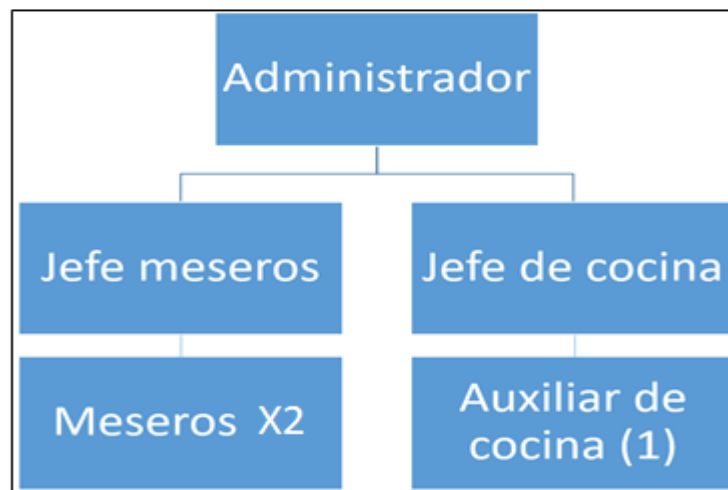 Administrador
Jefe meseros
Jefe de cocina
Meseros X2
Auxiliar de
cocina (1)